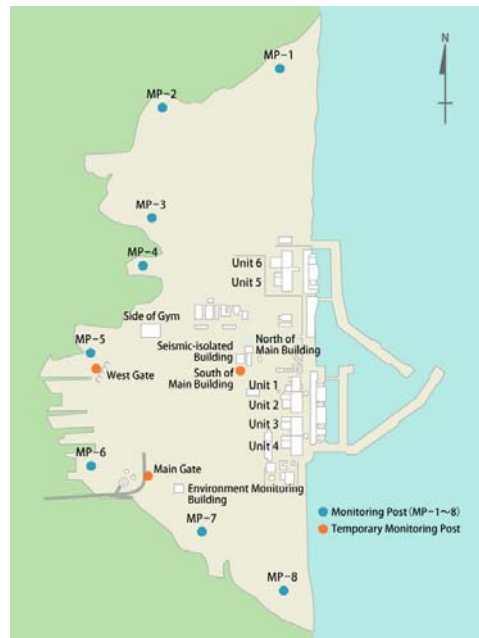 N
MP-1
MP-2
MP-3
MP-4
Unit 6
Unit 5
Side of Gym
North of
Main Building
Seismic-isolated
Building
MP-5
West Gate
South of
Main Building
Unit 1
Unit 2
Unit 3
Unit 4
MP-6
Main Gate
Environment Monitoring
Building
MP-7
Monitoring Post (MP-1~8)
Temporary Monitoring Post
MP-8